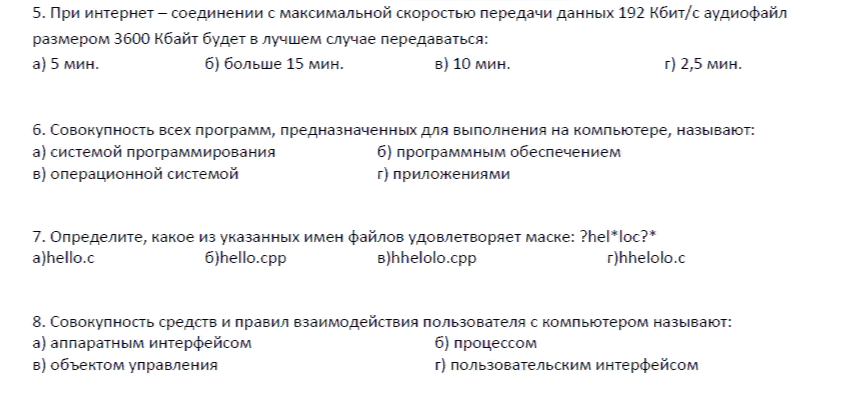 5. При интернет – соединении с максимальной скоростью передачи данных 192 Кбит/с аудиофайл
размером 3600 Кбайт будет в лучшем случае передаваться:
а) 5 мин. б) больше 15 мин. в) 10 мин. г) 2,5 мин.
6. Совокупность всех программ, предназначенных для выполнения на компьютере, называют:
а) системой программирования б) программным обеспечением
в) операционной системой г) приложениями
7. Определите, какое из указанных имен файлов удовлетворяет маске: ?hel*loc?*
а)hello.c б)hello.cpp в)hhelolo.cpp г)hhelolo.c
8. Совокупность средств и правил взаимодействия пользователя с компьютером называют:
а) аппаратным интерфейсом б) процессом
в) объектом управления г) пользовательским интерфейсом